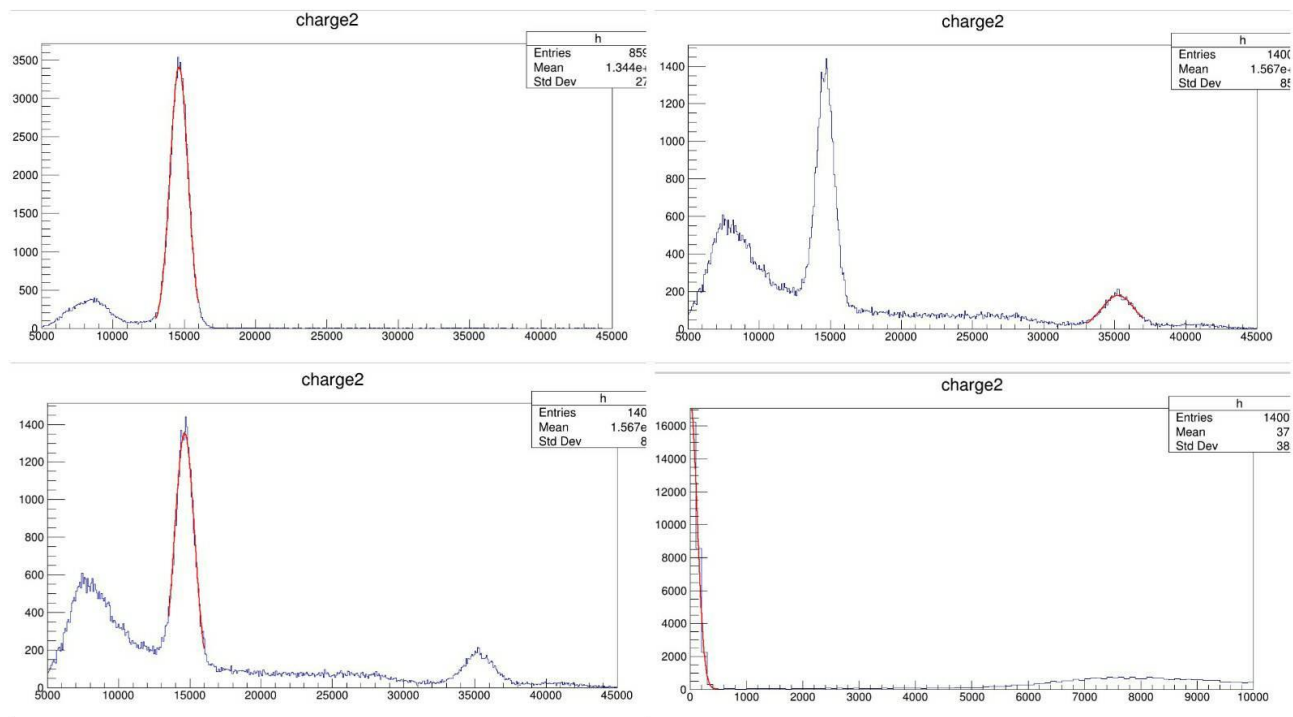 charge2
h
Entries 859
Mean 1.344e+
Std Dev 27
3500
3000
2500
2000
1500
1000
500
0
5000 10000 15000 20000 25000 30000 35000 40000 45000
charge2
h
Entries 1400
Mean 1.567e+
Std Dev 85
1400
1200
1000
800
600
400
200
0
5000 10000 15000 20000 25000 30000 35000 40000 45000
charge2
h
Entries 140
Mean 1.567e
Std Dev 8
1400
1200
1000
800
600
400
200
0
5000 10000 15000 20000 25000 30000 35000 40000 45000
charge2
h
Entries 1400
Mean 37
Std Dev 38
16000
14000
12000
10000
8000
6000
4000
2000
0
0 1000 2000 3000 4000 5000 6000 7000 8000 9000 10000